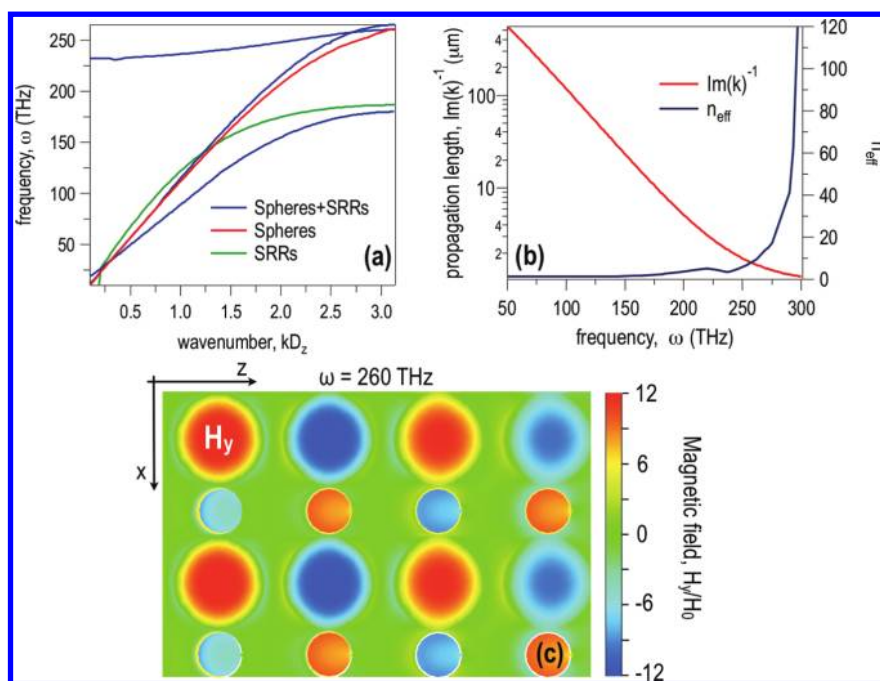 250
200
150
100
50
frequency, ω (THz)
Spheres+SRRs
Spheres
SRRs
(a)
0.5 1.0 1.5 2.0 2.5 3.0
wavenumber, kDz
propagation length, Im(k)⁻¹ (μm)
4
2
100
4
2
10
4
2
1
Im(k)⁻¹
neff
(b)
120
100
80
60
40
20
0
neff
50 100 150 200 250 300
frequency, ω (THz)
z
ω = 260 THz
x
Hy
(c)
12
6
0
-6
-12
Magnetic field, Hy/H0